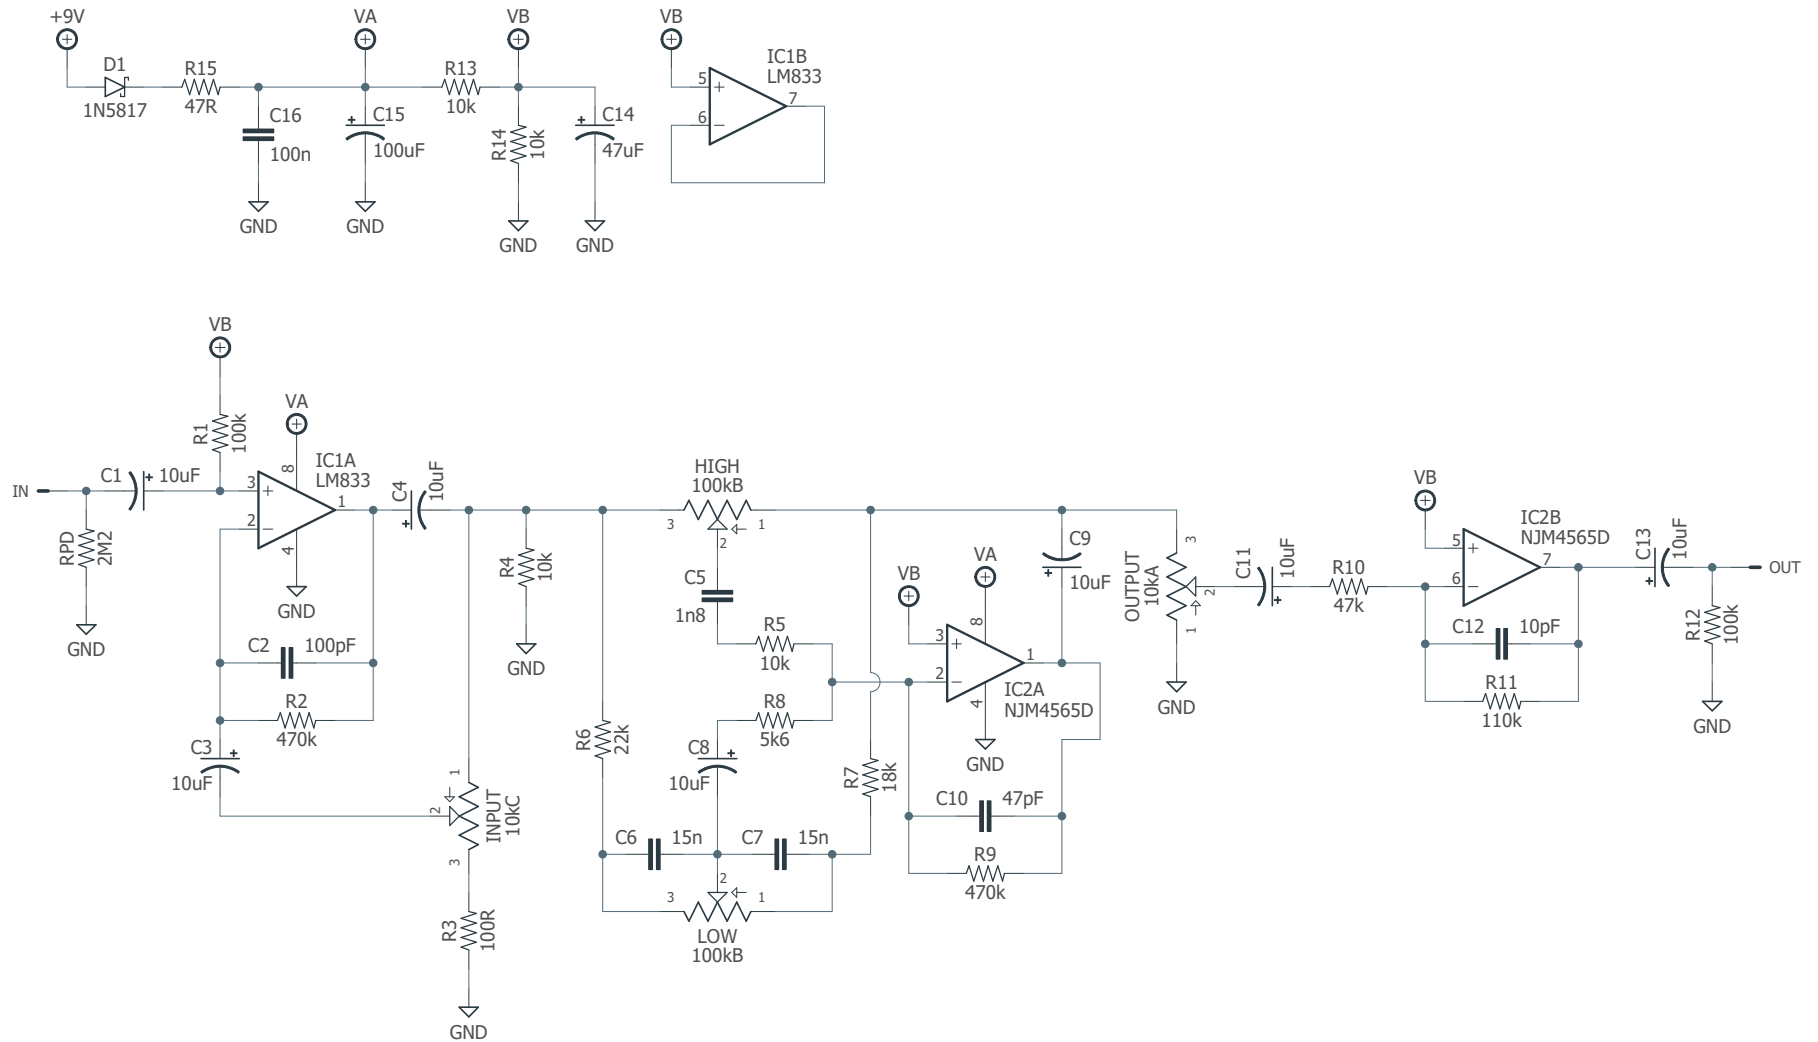 +9V
D1
1N5817
R15
47R
C16
100n
GND
VA
C15
100uF
GND
R13
10k
VB
R14
10k
GND
C14
47uF
GND
VB
IC1B
LM833
5
+
6
−
7
IN
RPD
2M2
GND
C1
+
10uF
VB
R1
100k
VA
IC1A
LM833
3
+
2
−
8
4
1
GND
C2
100pF
R2
470k
C3
+
10uF
C4
+
10uF
INPUT
10kC
1
2
3
R3
100R
GND
R4
10k
GND
HIGH
100kB
3
2
1
C5
1n8
R5
10k
R6
22k
R8
5k6
C8
+
10uF
C6
15n
C7
15n
3
2
1
LOW
100kB
R7
18k
VB
VA
3
+
2
−
8
4
1
IC2A
NJM4565D
GND
C9
+
10uF
C10
47pF
R9
470k
OUTPUT
10kA
3
2
1
GND
C11
+
10uF
R10
47k
VB
IC2B
NJM4565D
5
+
6
−
7
C12
10pF
R11
110k
C13
+
10uF
R12
100k
GND
OUT